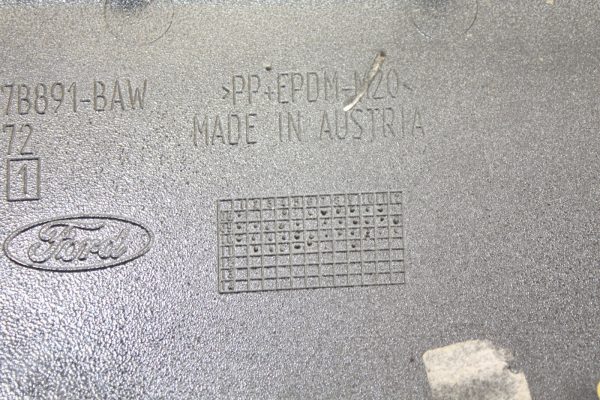 7B891-BAW
72
1
Ford
>PP+EPDM-M20<
MADE IN AUSTRIA